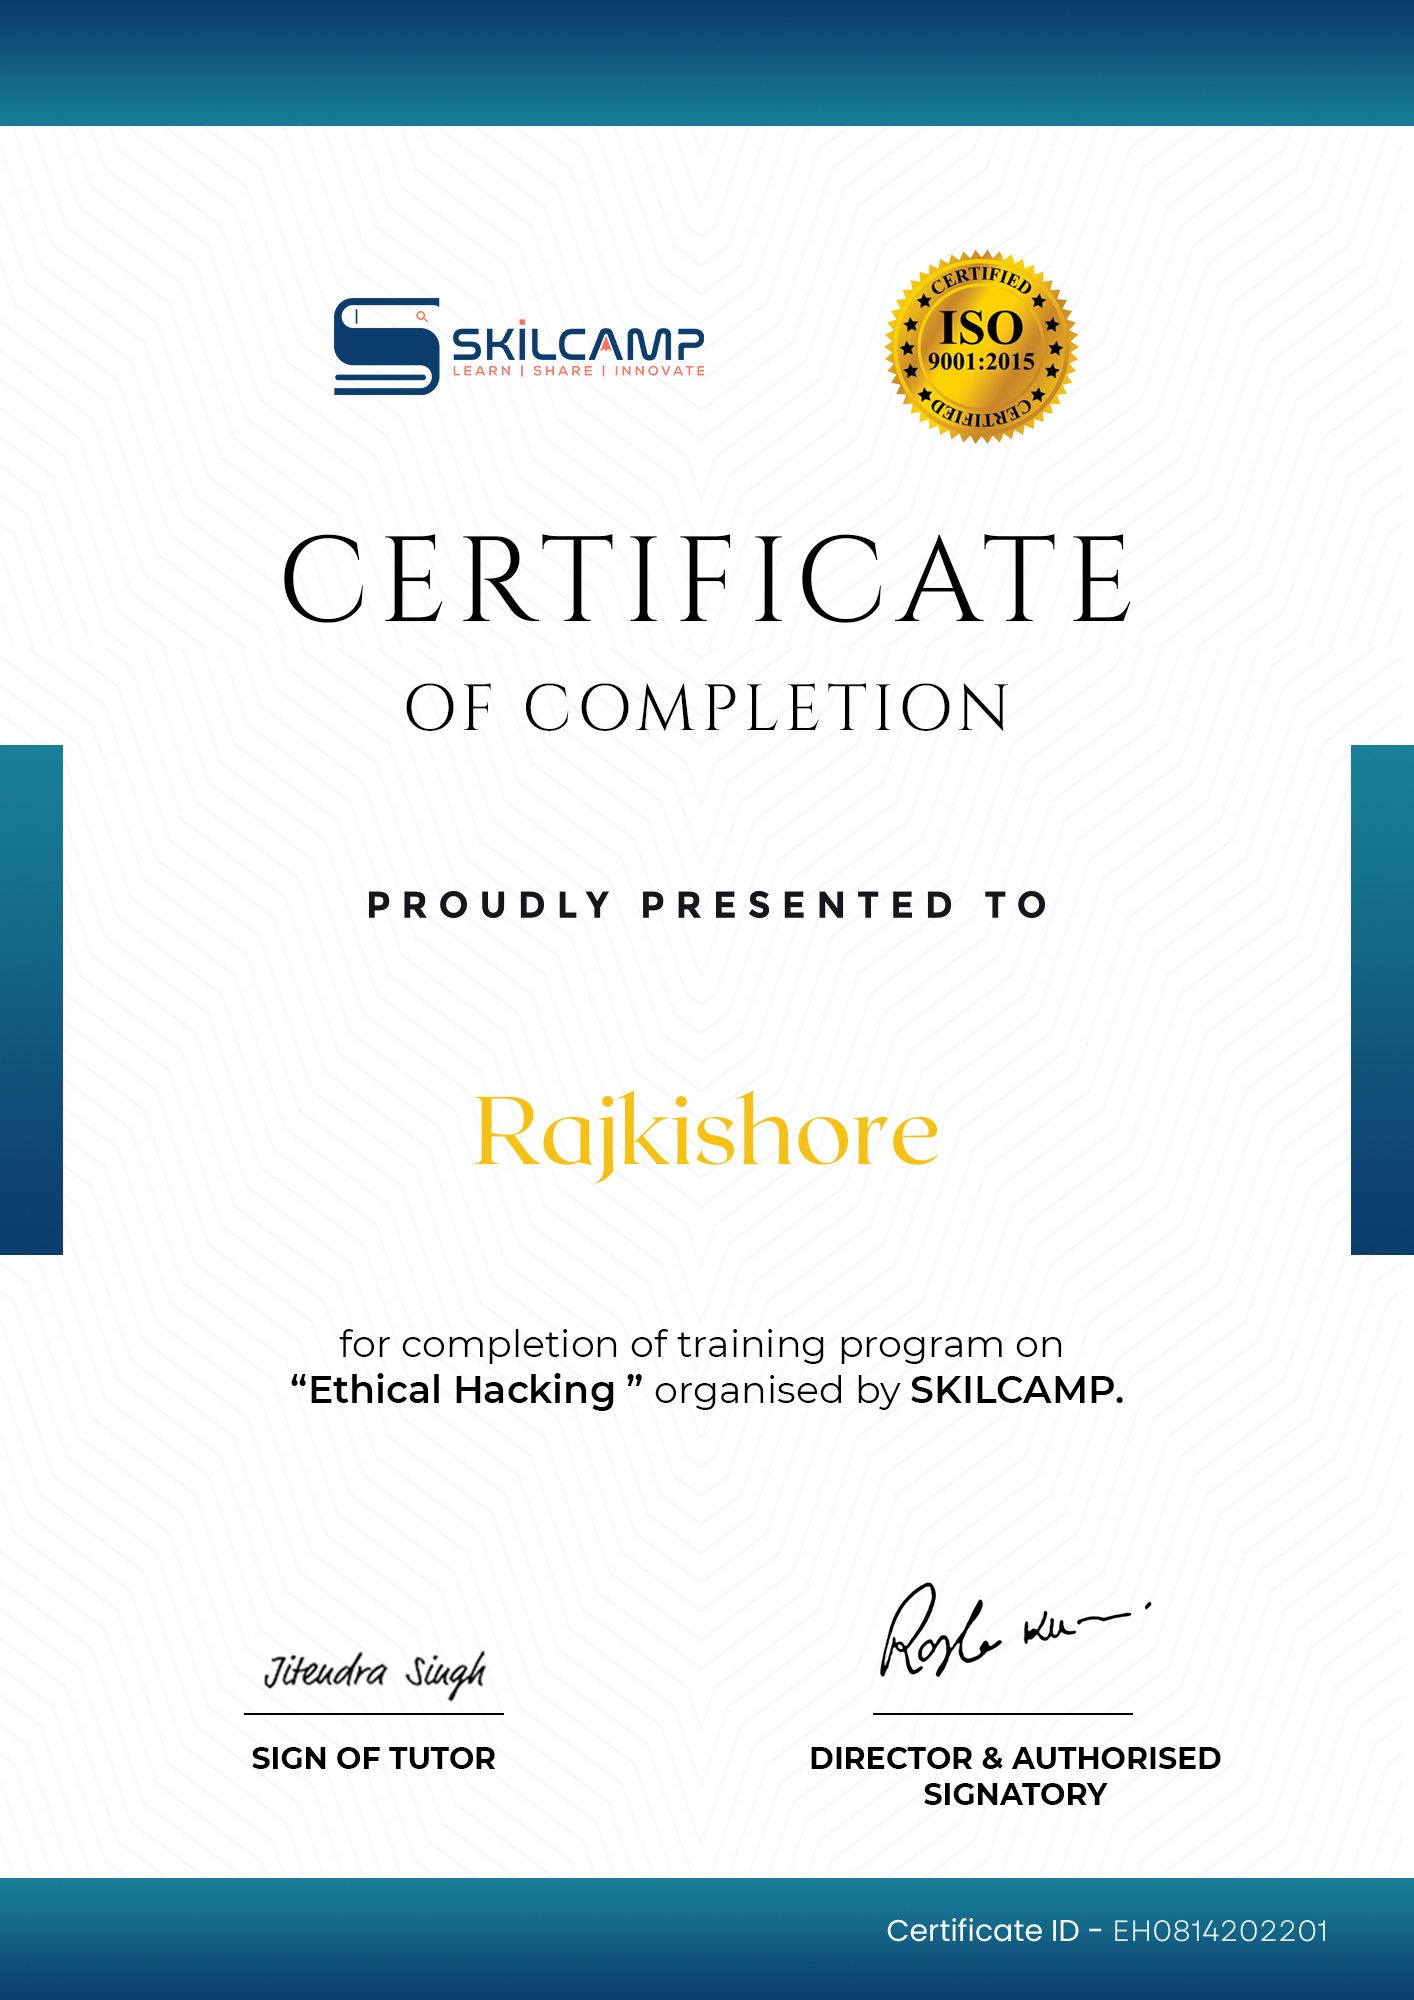 SKILCAMP
LEARN | SHARE | INNOVATE
CERTIFIED
ISO
9001:2015
CERTIFIED
CERTIFICATE
OF COMPLETION
PROUDLY PRESENTED TO
Rajkishore
for completion of training program on
“Ethical Hacking ” organised by SKILCAMP.
Jitendra Singh
SIGN OF TUTOR
DIRECTOR & AUTHORISED
SIGNATORY
Certificate ID - EH0814202201